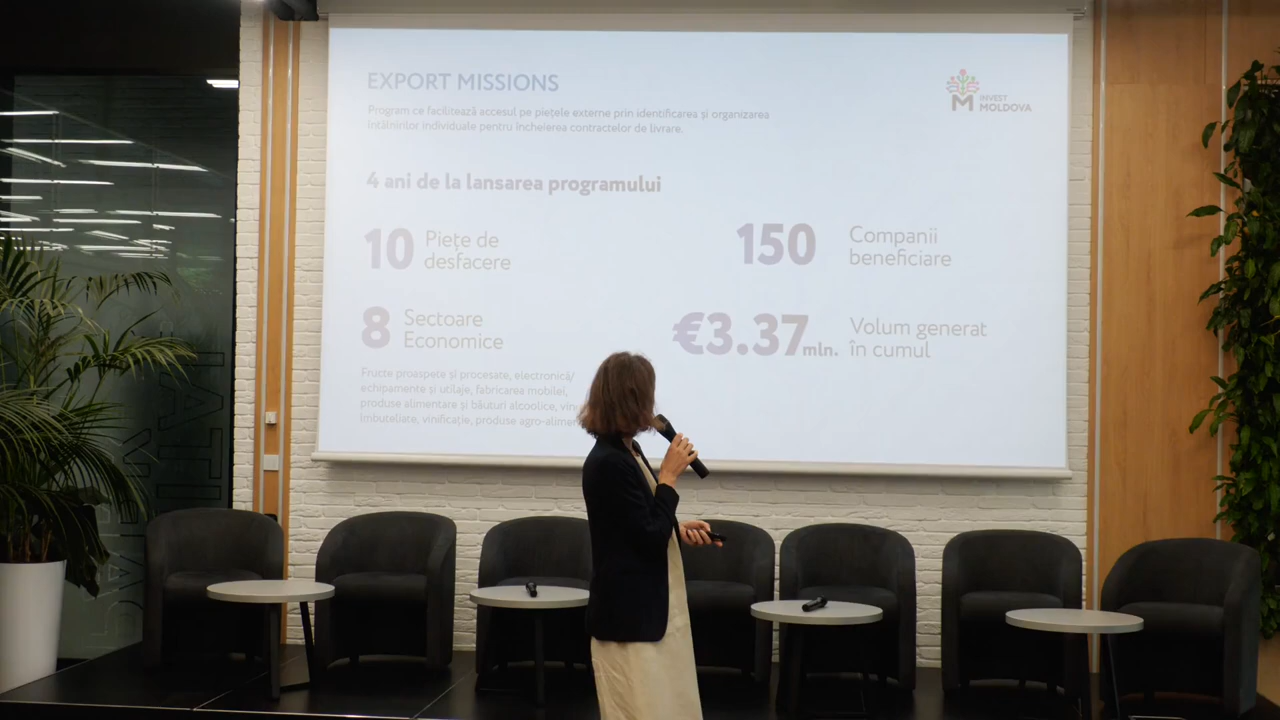 EXPORT MISSIONS
Program ce facilitează accesul pe piețele externe prin identificarea și organizarea
întâlnirilor individuale pentru încheierea contractelor de livrare.
INVEST
MOLDOVA
4 ani de la lansarea programului
10 Piețe de
desfacere
150 Companii
beneficiare
8 Sectoare
Economice
€3.37 mln. Volum generat
în cumul
Fructe proaspete și procesate, electronică/
echipamente și utilaje, fabricarea mobilei,
produse alimentare și băuturi alcoolice,
îmbuteliate, vinificație, produse